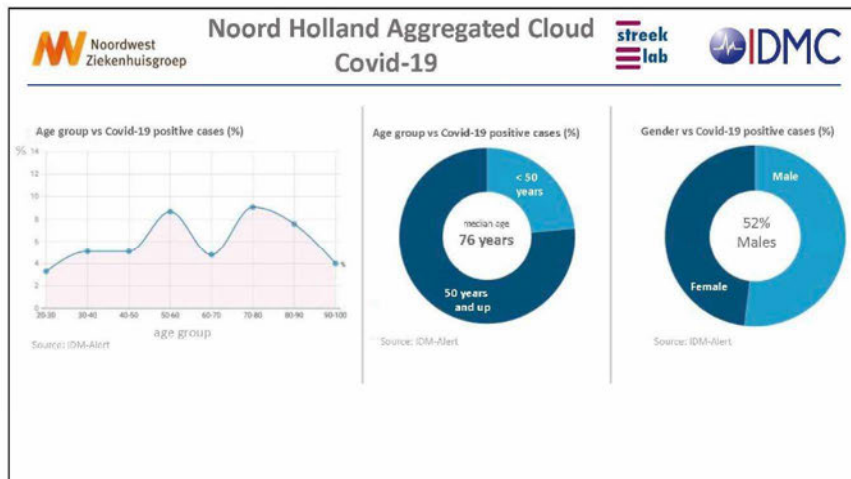 Noordwest
Ziekenhuisgroep
Noord Holland Aggregated Cloud
Covid-19
streek
lab
IDMC
Age group vs Covid-19 positive cases (%)
%
14
12
10
8
6
4
2
0
20-30 30-40 40-50 50-60 60-70 70-80 80-90 90-100
%
age group
Source: IDM-Alert
Age group vs Covid-19 positive cases (%)
< 50
years
median age
76 years
50 years
and up
Source: IDM-Alert
Gender vs Covid-19 positive cases (%)
Male
52%
Males
Female
Source: IDM-Alert